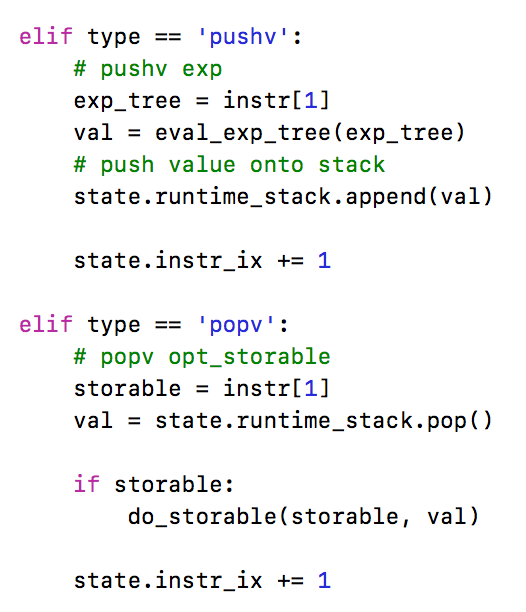 elif type == 'pushv':
    # pushv exp
    exp_tree = instr[1]
    val = eval_exp_tree(exp_tree)
    # push value onto stack
    state.runtime_stack.append(val)

    state.instr_ix += 1

elif type == 'popv':
    # popv opt_storable
    storable = instr[1]
    val = state.runtime_stack.pop()

    if storable:
        do_storable(storable, val)

    state.instr_ix += 1